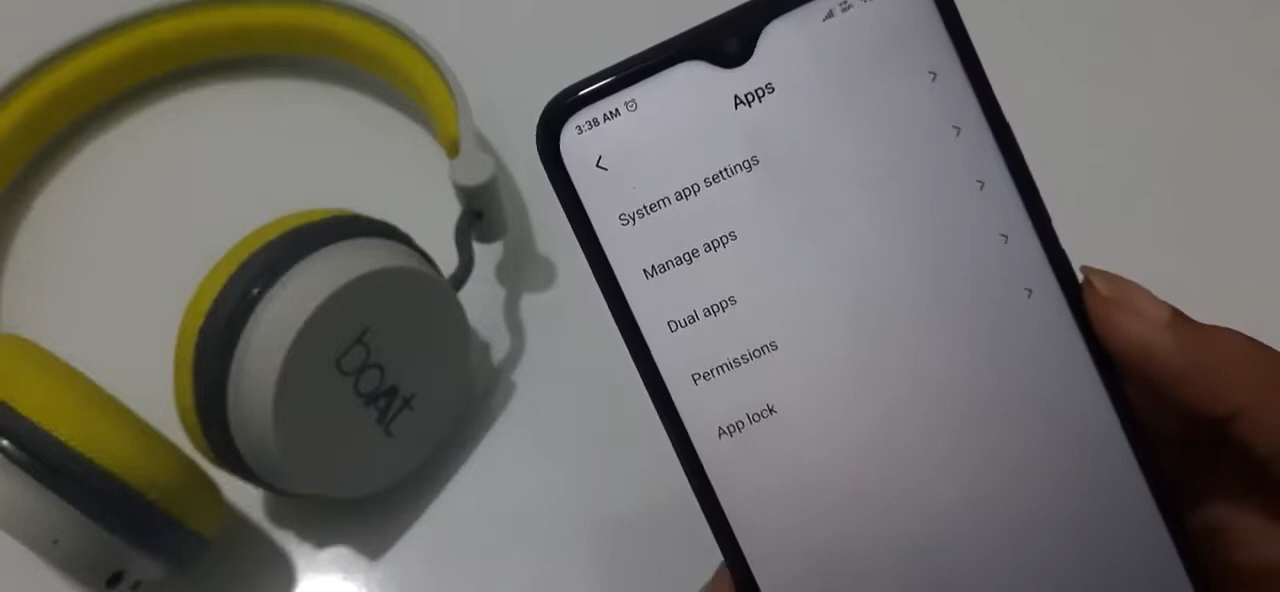 3:38 AM
Apps
System app settings
Manage apps
Dual apps
Permissions
App lock
boAt